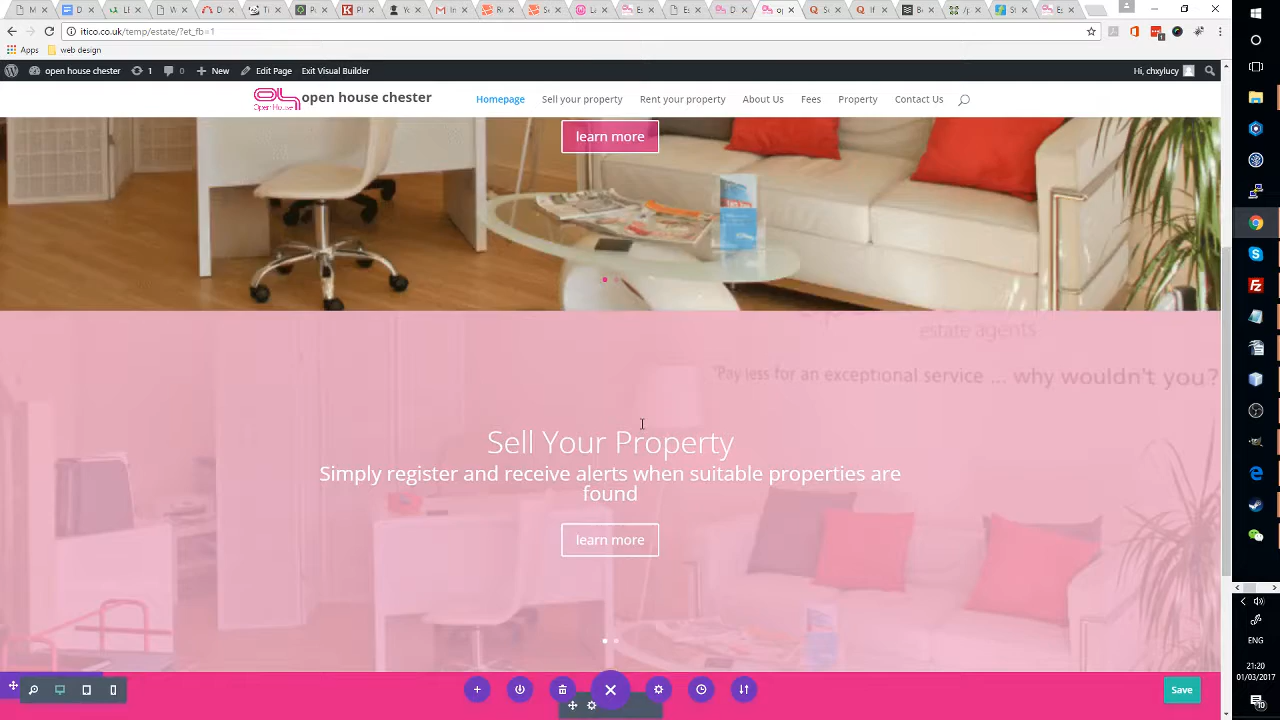 itico.co.uk/temp/estate/?et_fb=1
Apps
web design
open house chester
1
0
New
Edit Page
Exit Visual Builder
Hi, chxylucy
Open House
open house chester
Homepage
Sell your property
Rent your property
About Us
Fees
Property
Contact Us
learn more
estate agents
"Pay less for an exceptional service ... why wouldn't you?
Sell Your Property
Simply register and receive alerts when suitable properties are
found
learn more
Save
ENG
21:20
01/03/2017